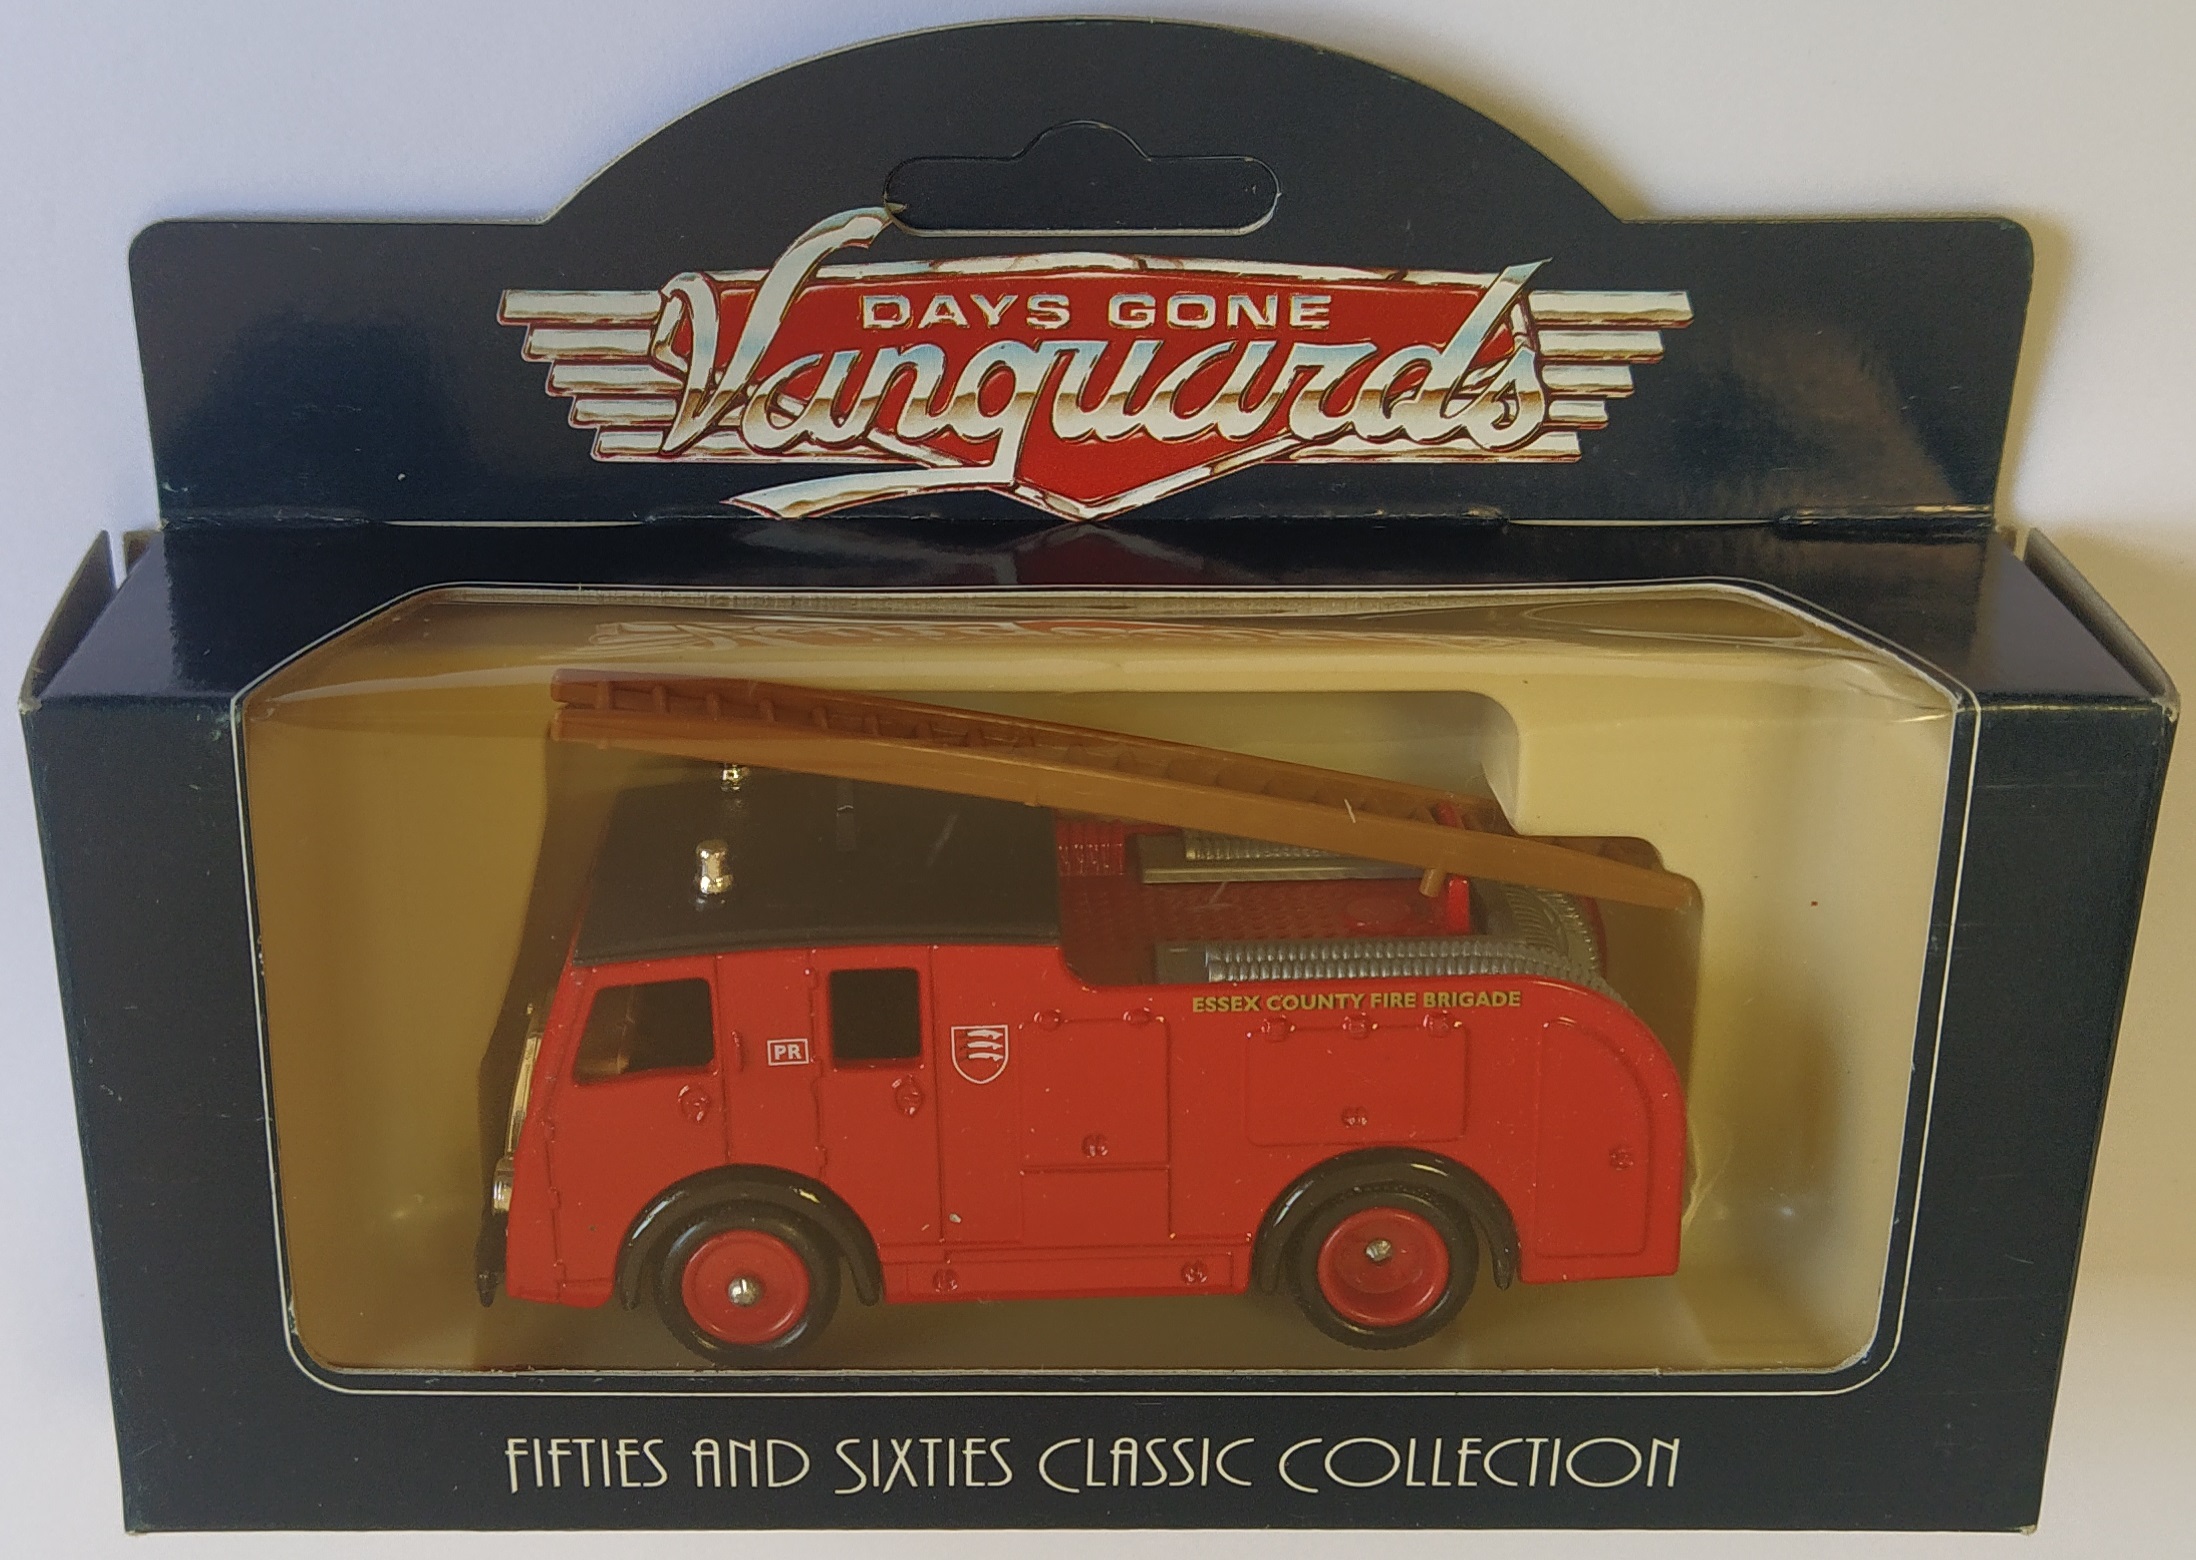 DAYS GONE
Vanguards
ESSEX COUNTY FIRE BRIGADE
PR
FIFTIES AND SIXTIES CLASSIC COLLECTION